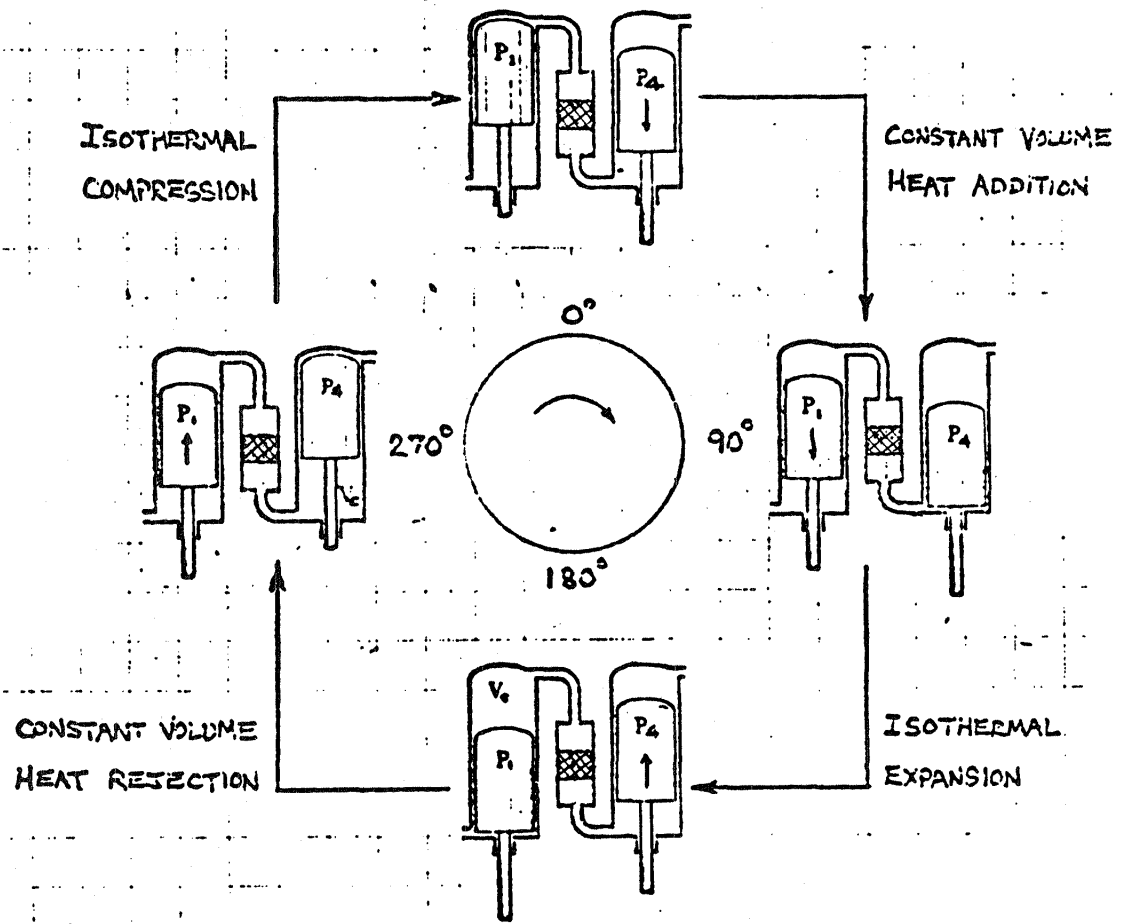 P₁
P₄
ISOTHERMAL
COMPRESSION
CONSTANT VOLUME
HEAT ADDITION
0°
P₁
P₄
270°
90°
P₁
P₄
c
180°
CONSTANT VOLUME
HEAT REJECTION
Vₑ
P₁
P₄
ISOTHERMAL
EXPANSION